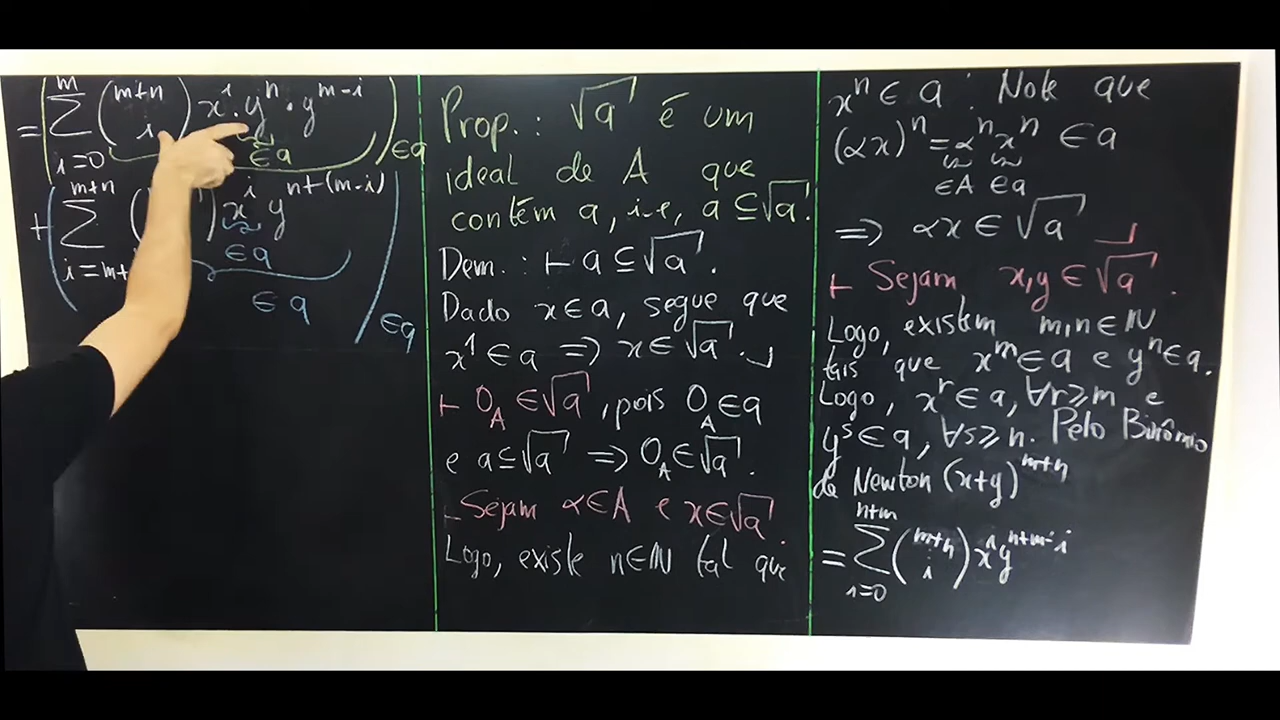 Prop.: √a é um
ideal de A que
contém a, i.e, a ⊆ √a.
Dem.: ⊢ a ⊆ √a.
Dado x ∈ a, segue que
x^1 ∈ a ⟹ x ∈ √a. ┘
⊢ 0_A ∈ √a, pois 0_A ∈ a
e a ⊆ √a ⟹ 0_A ∈ √a.
⊢ Sejam α ∈ A e x ∈ √a.
Logo, existe n ∈ ℕ tal que
x^n ∈ a. Note que
(αx)^n = α^n x^n ∈ a
∈A ∈a
⟹ αx ∈ √a ┘
⊢ Sejam x, y ∈ √a.
Logo, existem m, n ∈ ℕ
tais que x^m ∈ a e y^n ∈ a.
Logo, x^r ∈ a, ∀r ⩾ m e
y^s ∈ a, ∀s ⩾ n. Pelo Binômio
de Newton (x+y)^{m+n}
= ∑_{i=0}^{n+m} (m+n i) x^i y^{n+m-i}
= (∑_{i=0}^{m} (m+n i) x^i · y^n · y^{m-i}) ∈ a
∈ a
+ (∑_{i=m+}^{m+n} ( ) x^i y^{n+(m-i)}) ∈ a
∈ a
∈ a